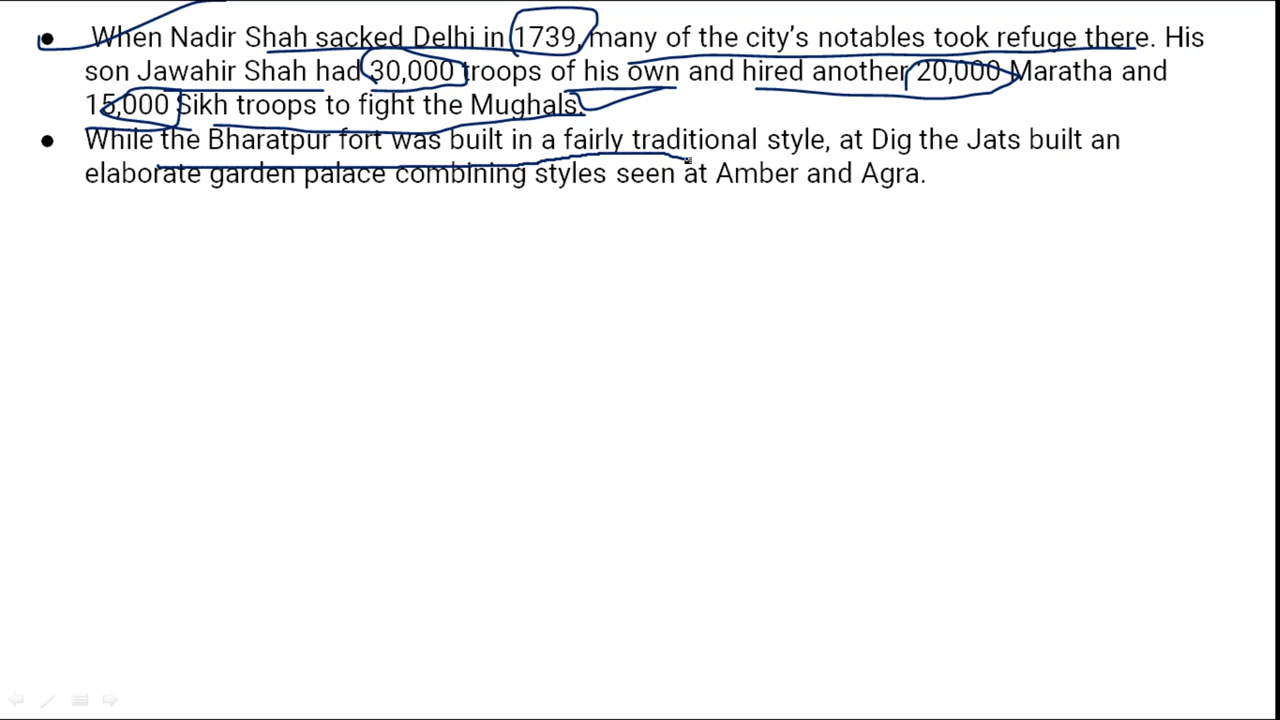 ● When Nadir Shah sacked Delhi in 1739, many of the city's notables took refuge there. His
son Jawahir Shah had 30,000 troops of his own and hired another 20,000 Maratha and
15,000 Sikh troops to fight the Mughals.
● While the Bharatpur fort was built in a fairly traditional style, at Dig the Jats built an
elaborate garden palace combining styles seen at Amber and Agra.